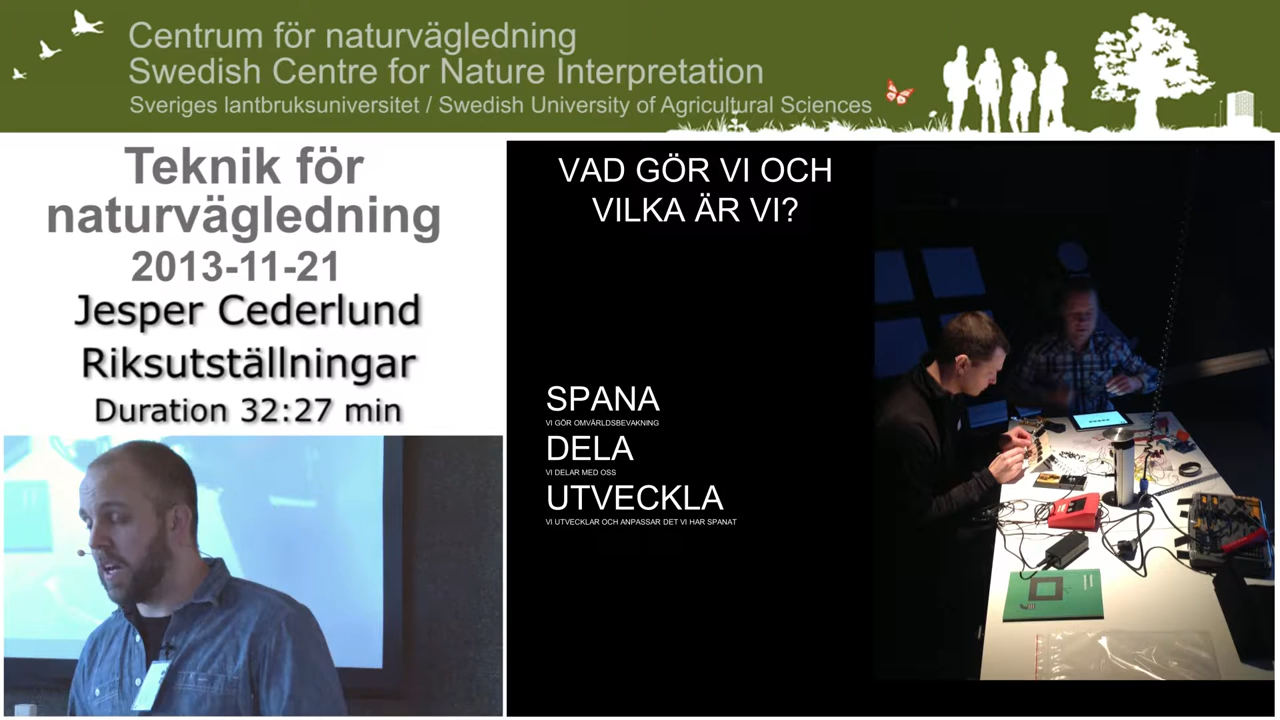 Centrum för naturvägledning
Swedish Centre for Nature Interpretation
Sveriges lantbruksuniversitet / Swedish University of Agricultural Sciences
Teknik för
naturvägledning
2013-11-21
Jesper Cederlund
Riksutställningar
Duration 32:27 min
VAD GÖR VI OCH
VILKA ÄR VI?
SPANA
VI GÖR OMVÄRLDSBEVAKNING
DELA
VI DELAR MED OSS
UTVECKLA
VI UTVECKLAR OCH ANPASSAR DET VI HAR SPANAT